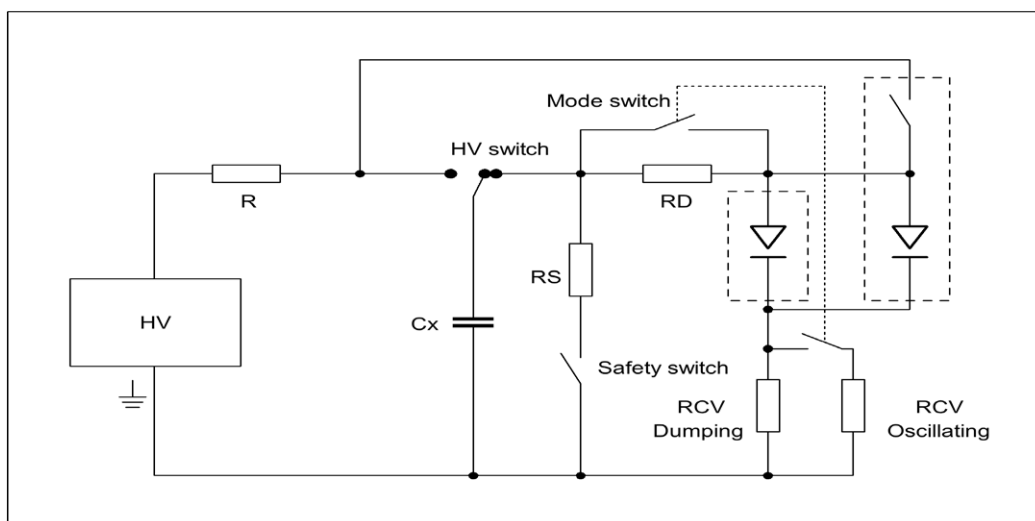 Mode switch
HV switch
R
RD
RS
HV
Cx
Safety switch
RCV
Dumping
RCV
Oscillating